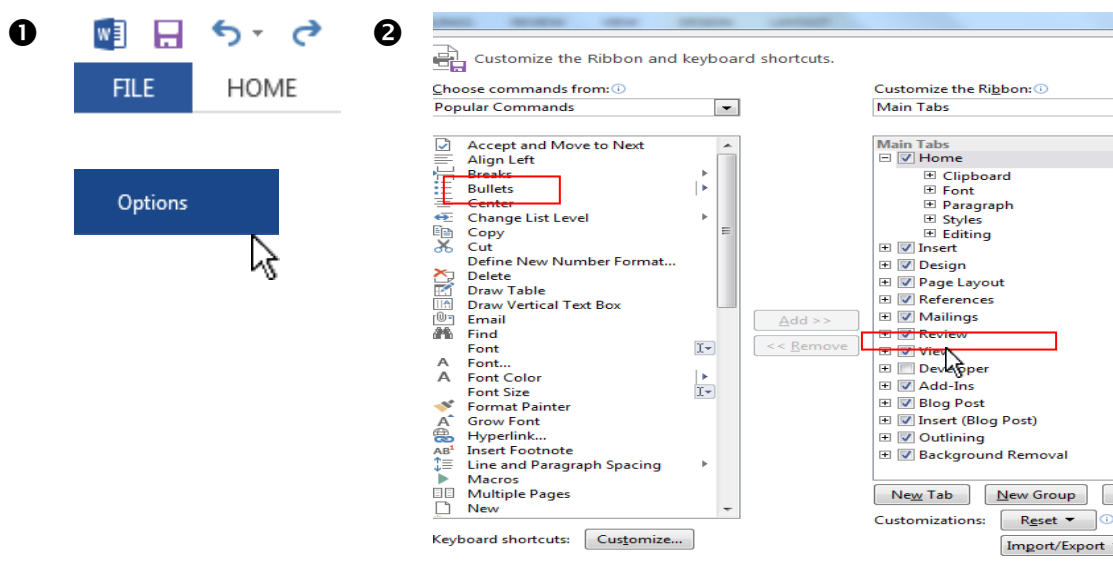 ❶
W
FILE HOME
Options
❷
Customize the Ribbon and keyboard shortcuts.
Choose commands from:
Popular Commands
Accept and Move to Next
Align Left
Breaks
Bullets
Center
Change List Level
Copy
Cut
Define New Number Format...
Delete
Draw Table
Draw Vertical Text Box
Email
Find
Font
A Font...
A Font Color
Font Size
Format Painter
A Grow Font
Hyperlink...
AB¹ Insert Footnote
Line and Paragraph Spacing
Macros
Multiple Pages
New
Keyboard shortcuts: Customize...
Add >>
<< Remove
Customize the Ribbon:
Main Tabs
Main Tabs
Home
Clipboard
Font
Paragraph
Styles
Editing
Insert
Design
Page Layout
References
Mailings
Review
View
Developer
Add-Ins
Blog Post
Insert (Blog Post)
Outlining
Background Removal
New Tab New Group
Customizations: Reset
Import/Export